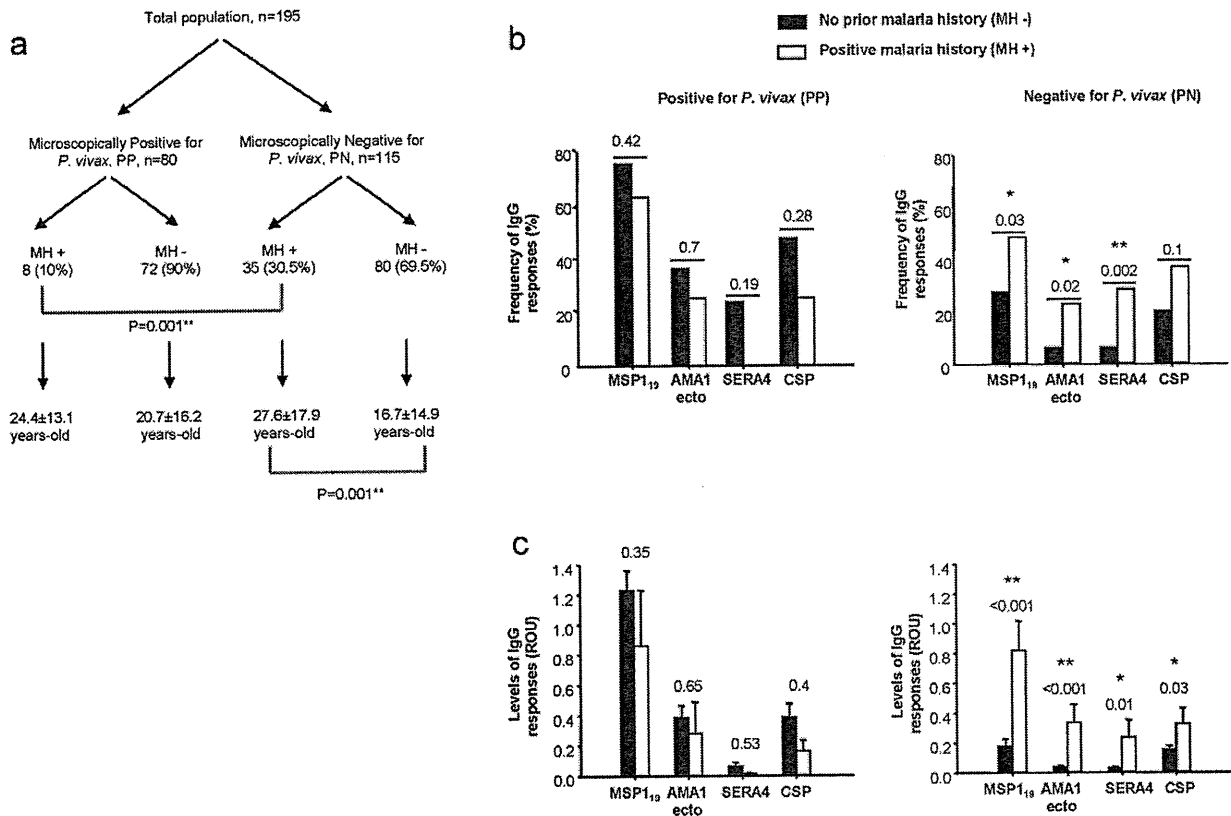 a
Total population, n=195
Microscopically Positive for
P. vivax, PP, n=80
Microscopically Negative for
P. vivax, PN, n=115
MH +
8 (10%)
MH -
72 (90%)
MH +
35 (30.5%)
MH -
80 (69.5%)
P=0.001**
24.4±13.1
years-old
20.7±16.2
years-old
27.6±17.9
years-old
16.7±14.9
years-old
P=0.001**
b
No prior malaria history (MH -)
Positive malaria history (MH +)
Positive for P. vivax (PP)
Frequency of IgG
responses (%)
80
60
40
20
0
0.42
0.7
0.19
0.28
MSP1₁₉
AMA1
ecto
SERA4
CSP
Negative for P. vivax (PN)
Frequency of IgG
responses (%)
80
60
40
20
0
*
0.03
*
0.02
**
0.002
0.1
MSP1₁₉
AMA1
ecto
SERA4
CSP
c
Levels of IgG
responses (ROU)
1.4
1.2
1.0
0.8
0.6
0.4
0.2
0.0
0.35
0.65
0.53
0.4
MSP1₁₉
AMA1
ecto
SERA4
CSP
Levels of IgG
responses (ROU)
1.4
1.2
1.0
0.8
0.6
0.4
0.2
0.0
**
<0.001
**
<0.001
*
0.01
*
0.03
MSP1₁₉
AMA1
ecto
SERA4
CSP